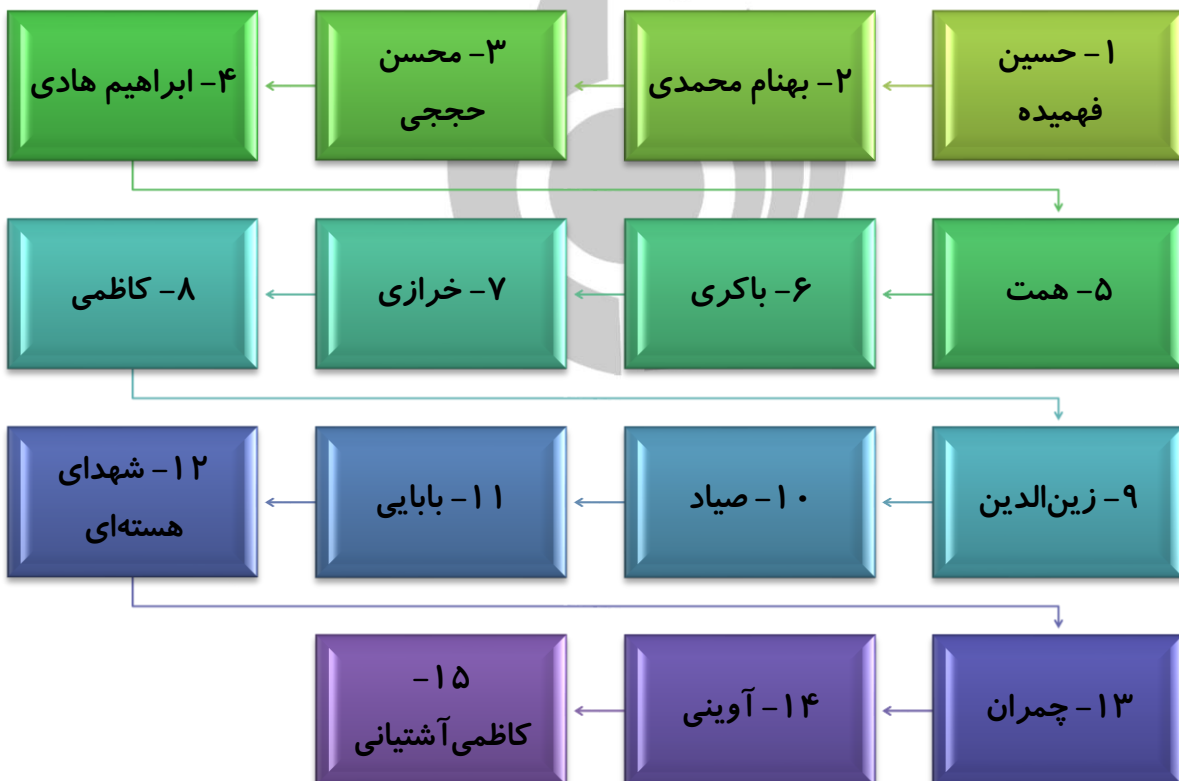 ۱- حسین
فهمیده
۲- بهنام محمدی
۳- محسن
حججی
۴- ابراهیم هادی
۵- همت
۶- باکری
۷- خرازی
۸- کاظمی
۹- زین‌الدین
۱۰- صیاد
۱۱- بابایی
۱۲- شهدای
هسته‌ای
۱۳- چمران
۱۴- آوینی
۱۵-
کاظمی‌آشتیانی